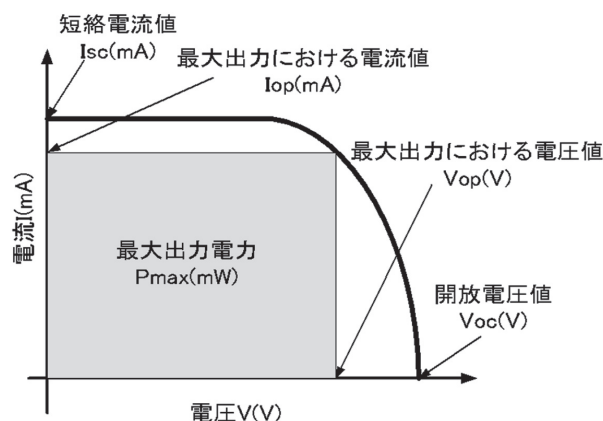 短絡電流値
Isc(mA)
最大出力における電流値
Iop(mA)
最大出力における電圧値
Vop(V)
電流I(mA)
最大出力電力
Pmax(mW)
開放電圧値
Voc(V)
電圧V(V)